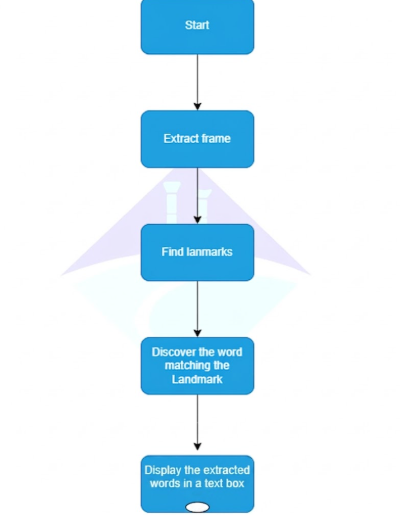 Start
Extract frame
Find lanmarks
Discover the word
matching the
Landmark
Display the extracted
words in a text box